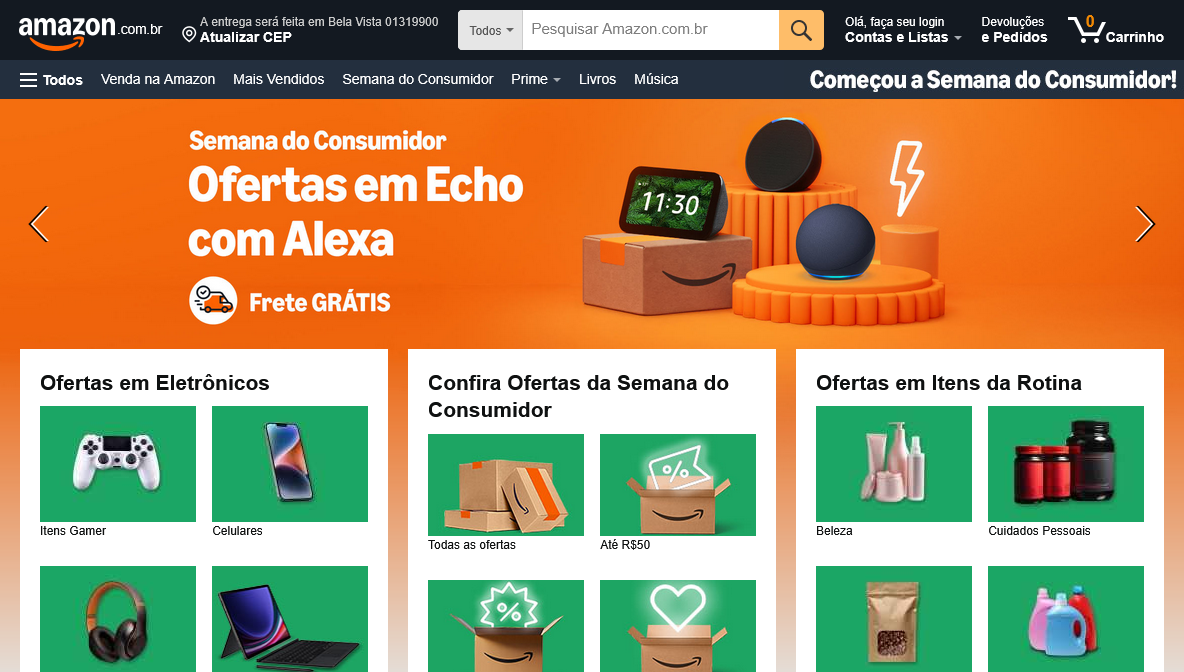 amazon.com.br
A entrega será feita em Bela Vista 01319900
Atualizar CEP
Todos
Pesquisar Amazon.com.br
Olá, faça seu login
Contas e Listas
Devoluções
e Pedidos
0
Carrinho
Todos
Venda na Amazon
Mais Vendidos
Semana do Consumidor
Prime
Livros
Música
Começou a Semana do Consumidor!
Semana do Consumidor
Ofertas em Echo
com Alexa
Frete GRÁTIS
11:30
Ofertas em Eletrônicos
Itens Gamer
Celulares
Confira Ofertas da Semana do
Consumidor
%
Todas as ofertas
Até R$50
%
Ofertas em Itens da Rotina
Beleza
Cuidados Pessoais